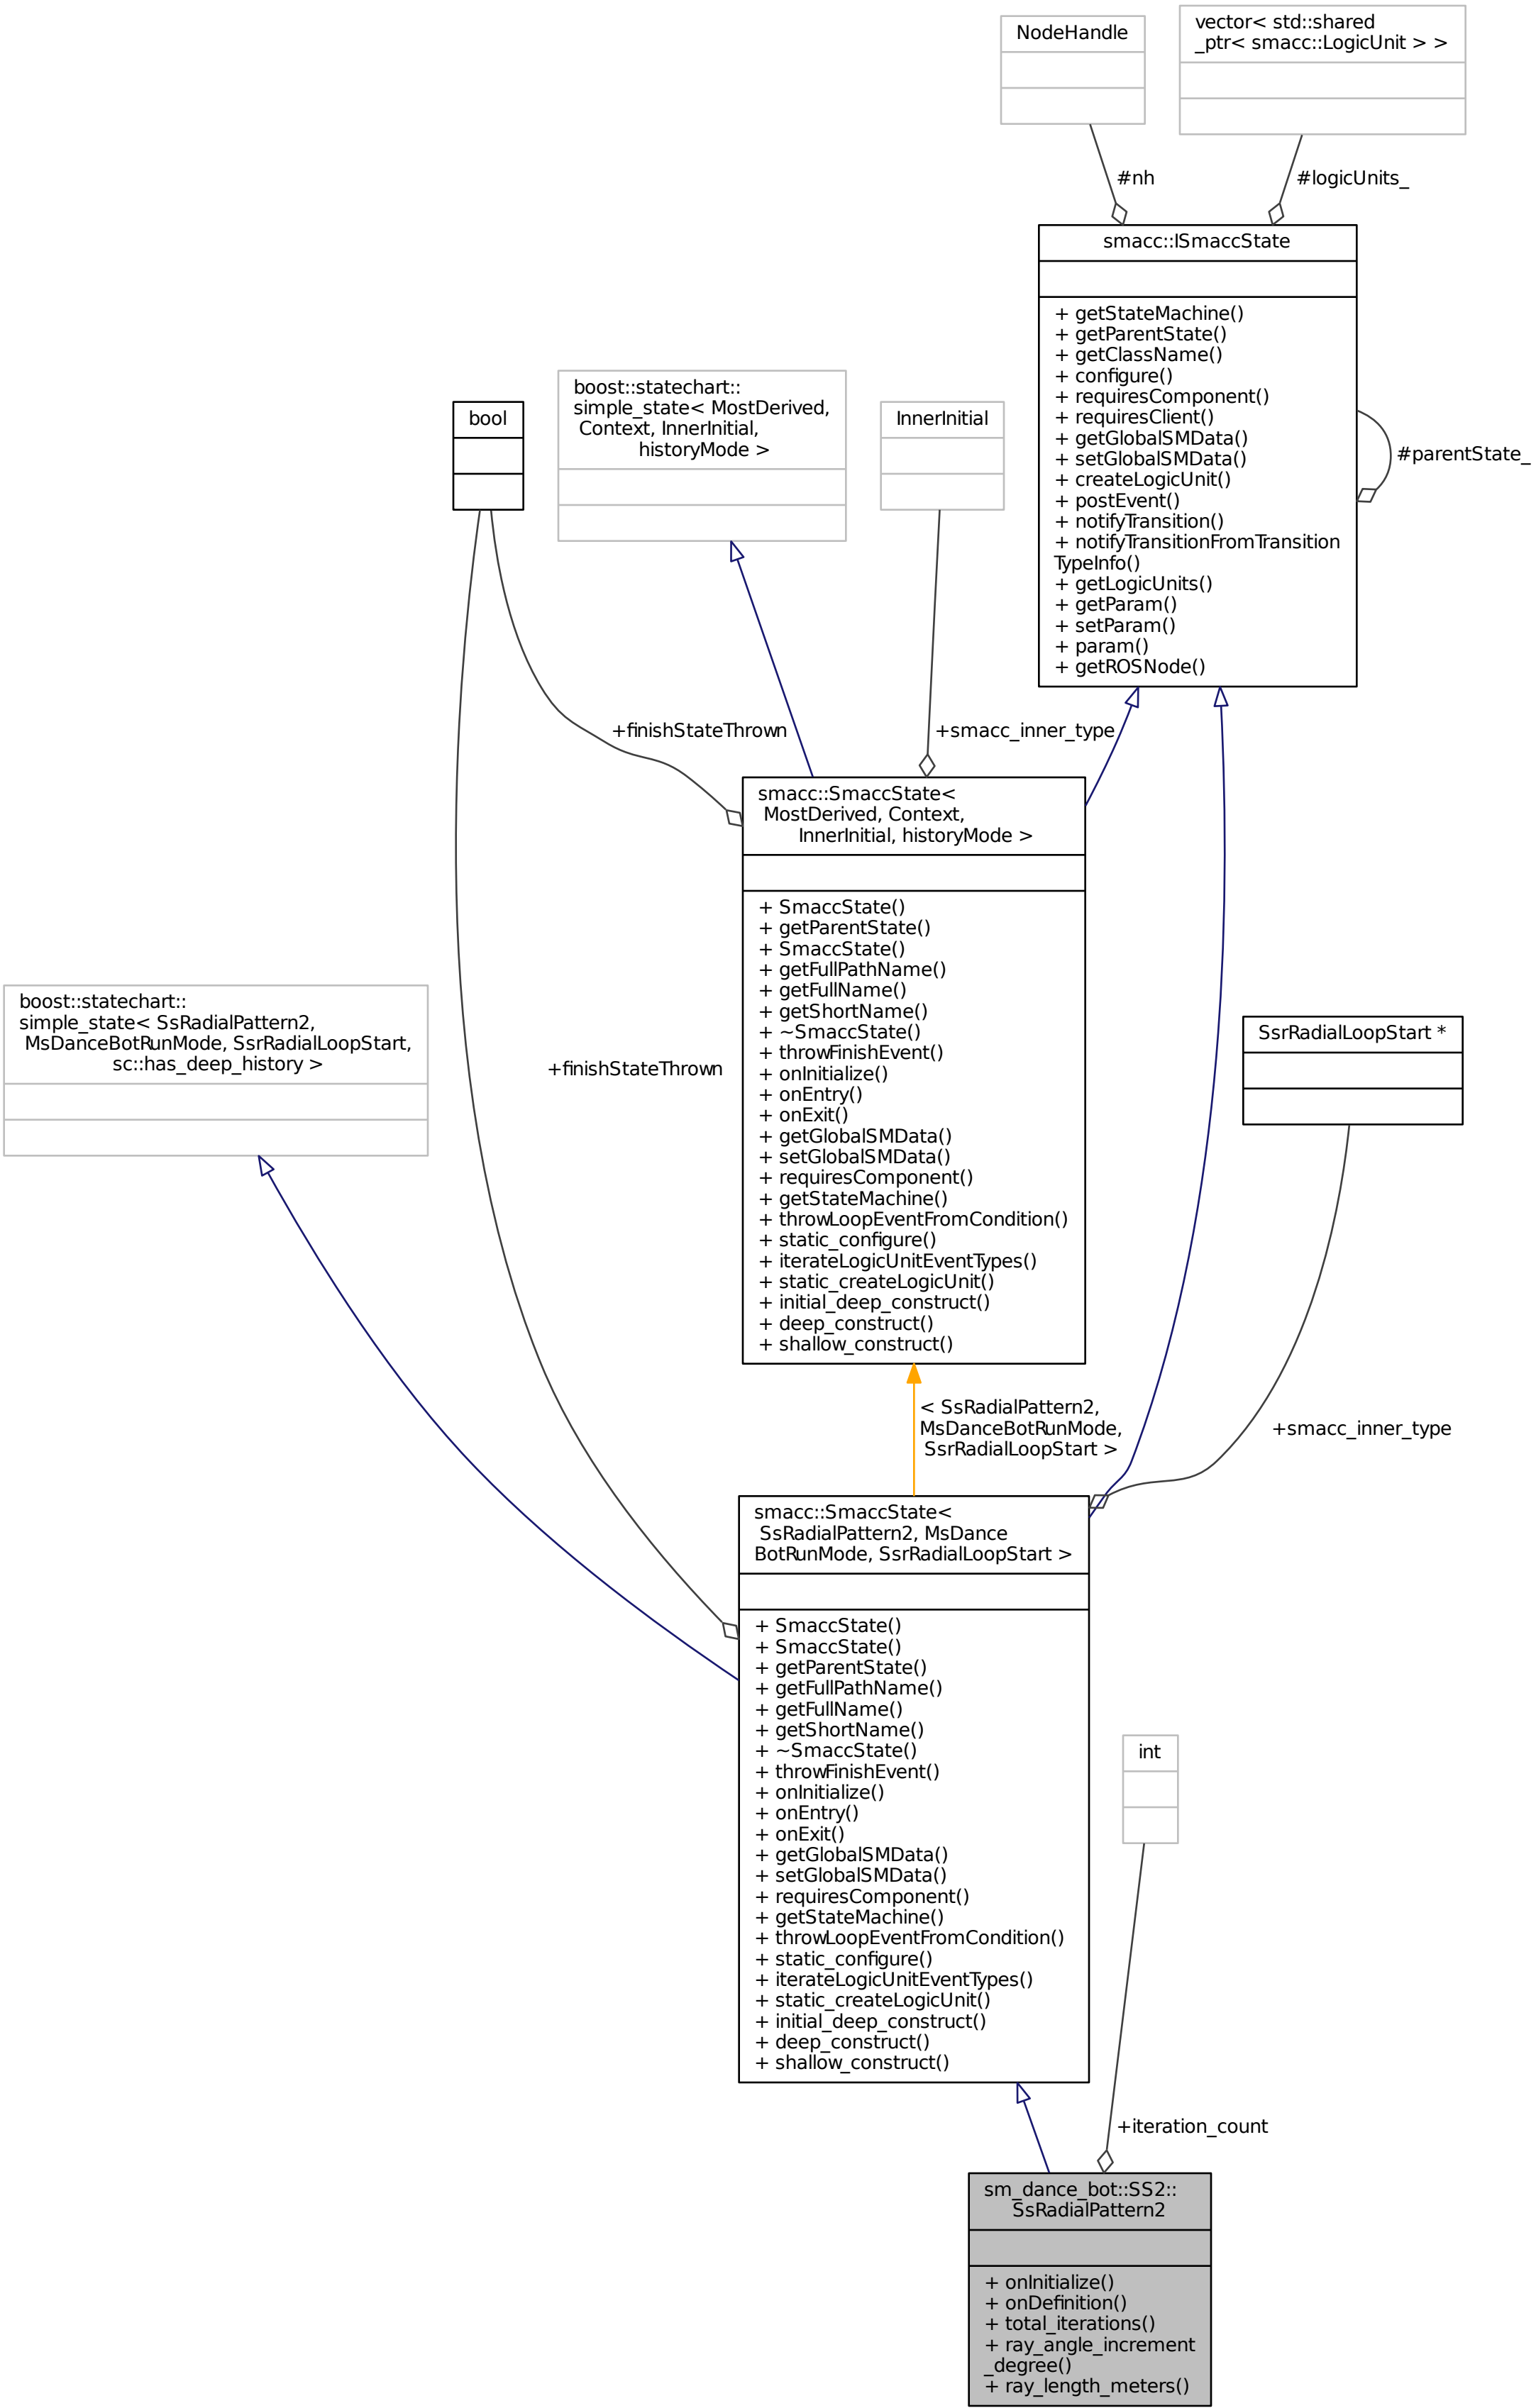 NodeHandle
vector< std::shared
_ptr< smacc::LogicUnit > >
#nh
#logicUnits_
smacc::ISmaccState
+ getStateMachine()
+ getParentState()
+ getClassName()
+ configure()
+ requiresComponent()
+ requiresClient()
+ getGlobalSMData()
+ setGlobalSMData()
+ createLogicUnit()
+ postEvent()
+ notifyTransition()
+ notifyTransitionFromTransition
TypeInfo()
+ getLogicUnits()
+ getParam()
+ setParam()
+ param()
+ getROSNode()
#parentState_
bool
boost::statechart::
simple_state< MostDerived,
Context, InnerInitial,
historyMode >
InnerInitial
+finishStateThrown
+smacc_inner_type
smacc::SmaccState<
MostDerived, Context,
InnerInitial, historyMode >
+ SmaccState()
+ getParentState()
+ SmaccState()
+ getFullPathName()
+ getFullName()
+ getShortName()
+ ~SmaccState()
+ throwFinishEvent()
+ onInitialize()
+ onEntry()
+ onExit()
+ getGlobalSMData()
+ setGlobalSMData()
+ requiresComponent()
+ getStateMachine()
+ throwLoopEventFromCondition()
+ static_configure()
+ iterateLogicUnitEventTypes()
+ static_createLogicUnit()
+ initial_deep_construct()
+ deep_construct()
+ shallow_construct()
boost::statechart::
simple_state< SsRadialPattern2,
MsDanceBotRunMode, SsrRadialLoopStart,
sc::has_deep_history >
+finishStateThrown
SsrRadialLoopStart *
< SsRadialPattern2,
MsDanceBotRunMode,
SsrRadialLoopStart >
+smacc_inner_type
smacc::SmaccState<
SsRadialPattern2, MsDance
BotRunMode, SsrRadialLoopStart >
+ SmaccState()
+ SmaccState()
+ getParentState()
+ getFullPathName()
+ getFullName()
+ getShortName()
+ ~SmaccState()
+ throwFinishEvent()
+ onInitialize()
+ onEntry()
+ onExit()
+ getGlobalSMData()
+ setGlobalSMData()
+ requiresComponent()
+ getStateMachine()
+ throwLoopEventFromCondition()
+ static_configure()
+ iterateLogicUnitEventTypes()
+ static_createLogicUnit()
+ initial_deep_construct()
+ deep_construct()
+ shallow_construct()
int
+iteration_count
sm_dance_bot::SS2::
SsRadialPattern2
+ onInitialize()
+ onDefinition()
+ total_iterations()
+ ray_angle_increment
_degree()
+ ray_length_meters()